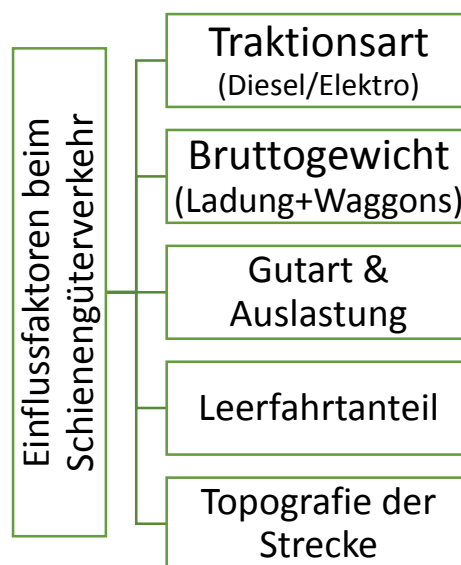 Einflussfaktoren beim
Schienengüterverkehr
Traktionsart
(Diesel/Elektro)
Bruttogewicht
(Ladung+Waggons)
Gutart &
Auslastung
Leerfahrtanteil
Topografie der
Strecke